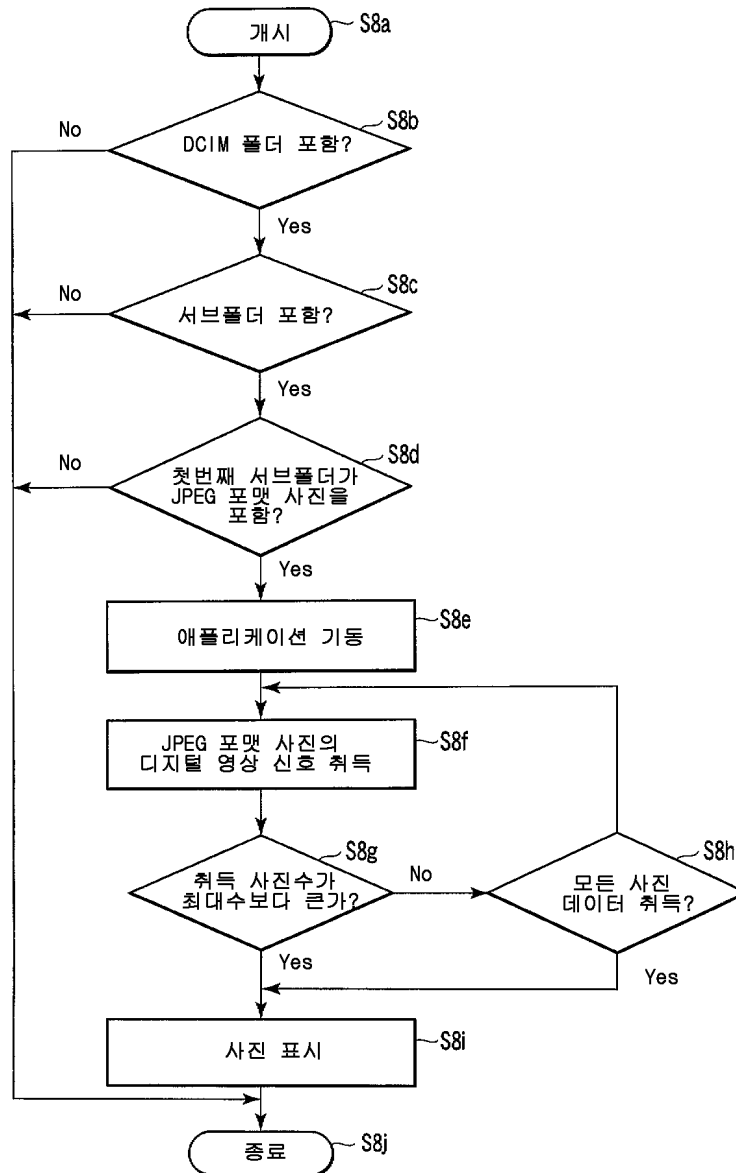 개시
S8a
No
DCIM 폴더 포함?
S8b
Yes
No
서브폴더 포함?
S8c
Yes
No
첫번째 서브폴더가
JPEG 포맷 사진을
포함?
S8d
Yes
애플리케이션 기동
S8e
JPEG 포맷 사진의
디지털 영상 신호 취득
S8f
취득 사진수가
최대수보다 큰가?
S8g
No
모든 사진
데이터 취득?
S8h
Yes
Yes
사진 표시
S8i
종료
S8j